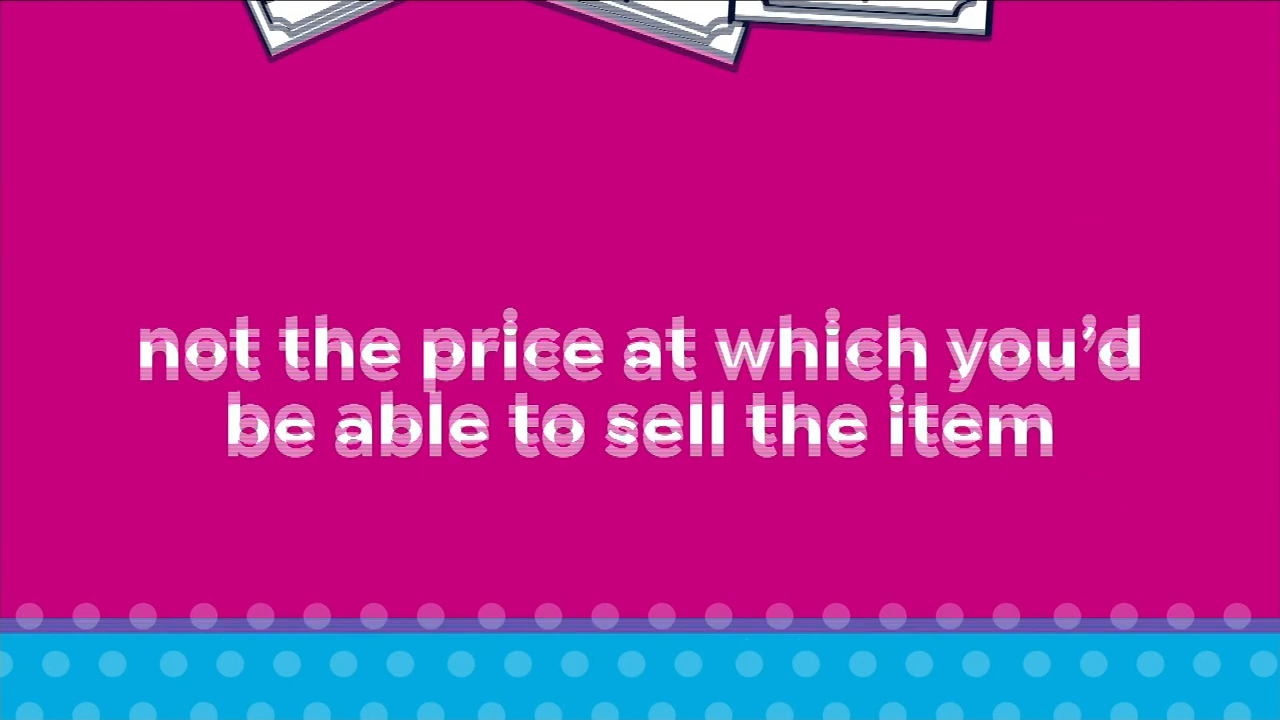 not the price at which you’d
be able to sell the item